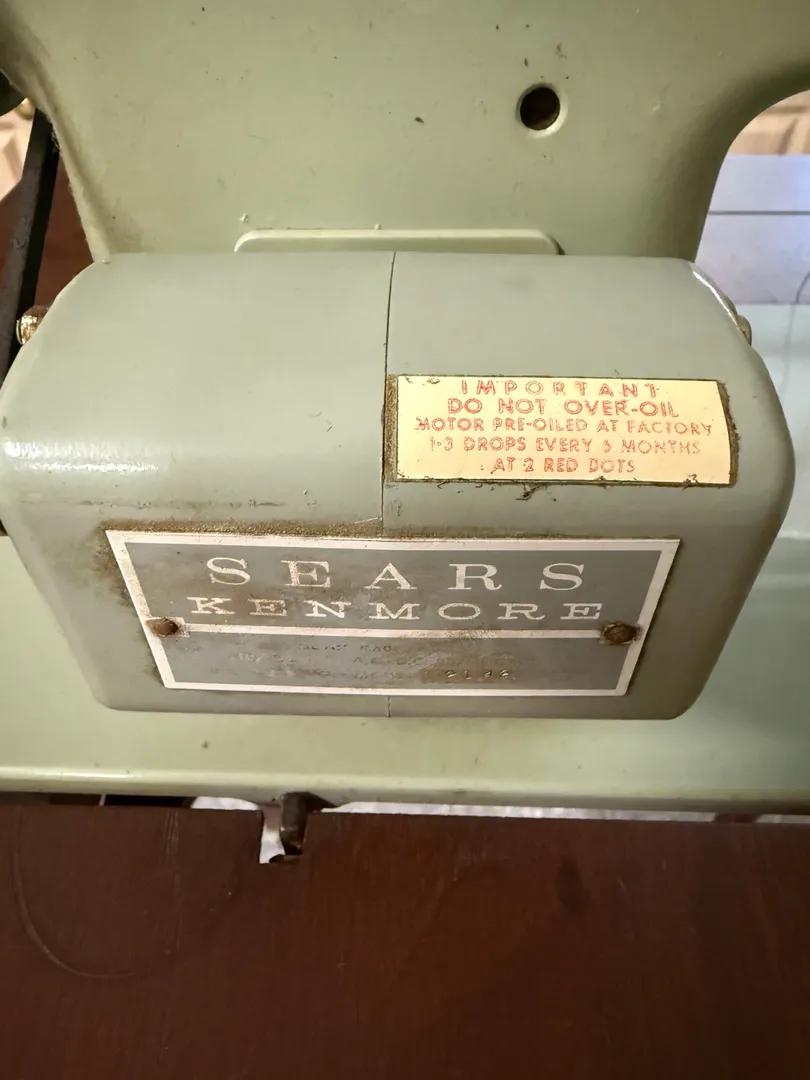 IMPORTANT
DO NOT OVER-OIL
MOTOR PRE-OILED AT FACTORY
1-3 DROPS EVERY 6 MONTHS
AT 2 RED DOTS
SEARS
KENMORE